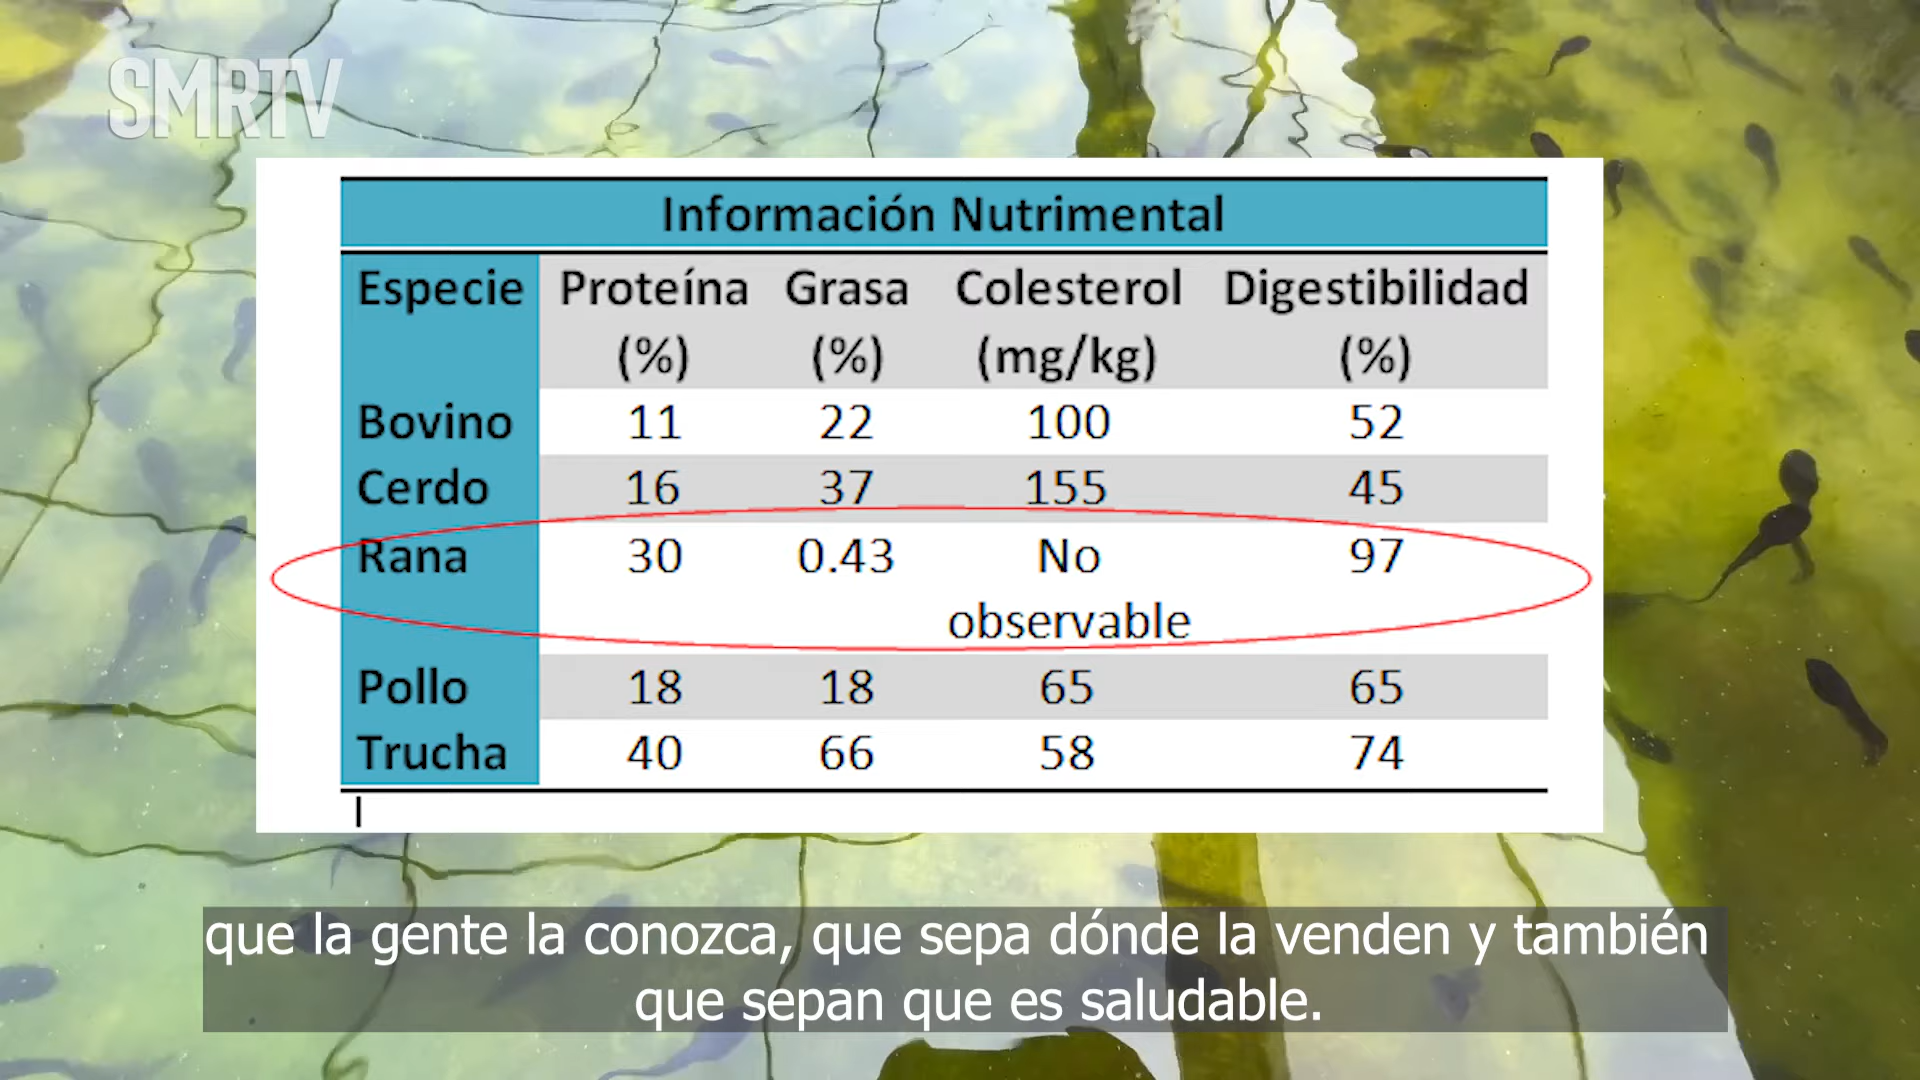 SMRTV
Información Nutrimental
Especie Proteína Grasa Colesterol Digestibilidad
(%) (%) (mg/kg) (%)
Bovino 11 22 100 52
Cerdo 16 37 155 45
Rana 30 0.43 No 97
observable
Pollo 18 18 65 65
Trucha 40 66 58 74
que la gente la conozca, que sepa dónde la venden y también
que sepan que es saludable.